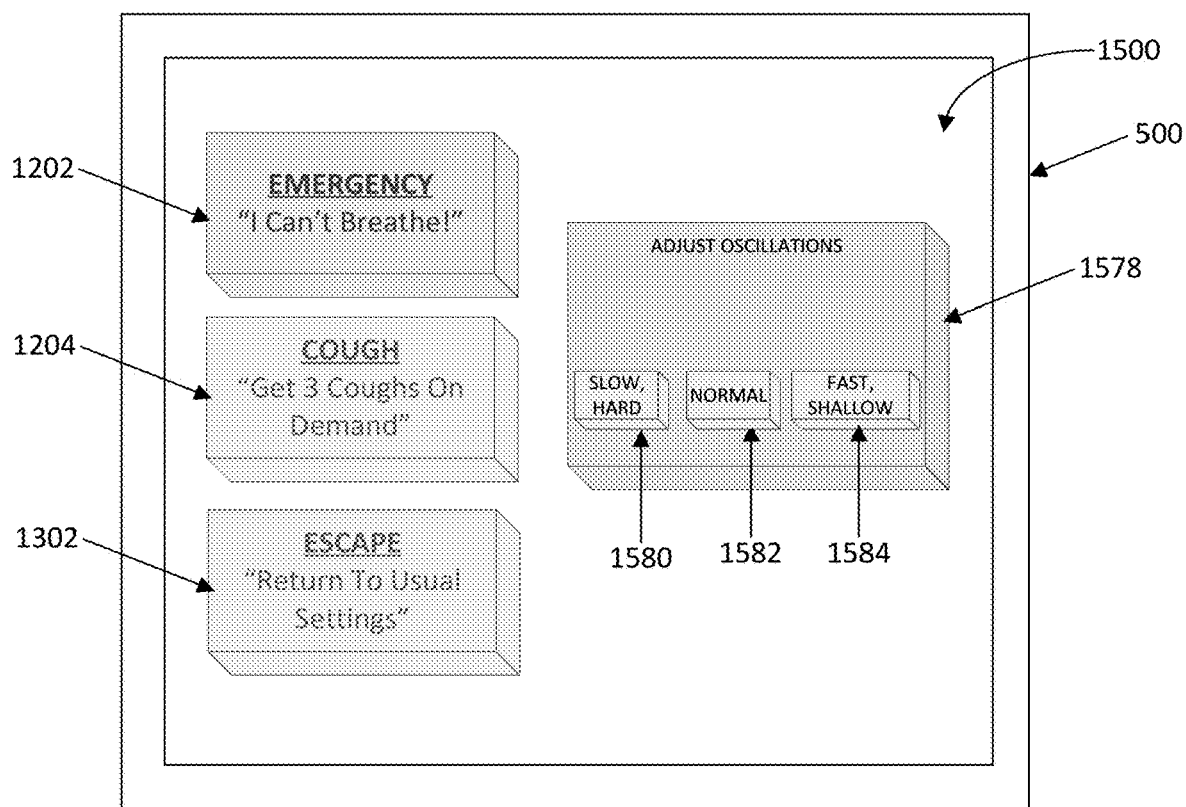 1500
500
1202
EMERGENCY
“I Can’t Breathe!”
ADJUST OSCILLATIONS
1578
1204
COUGH
“Get 3 Coughs On
Demand”
SLOW,
HARD
NORMAL
FAST,
SHALLOW
1302
ESCAPE
“Return To Usual
Settings”
1580
1582
1584